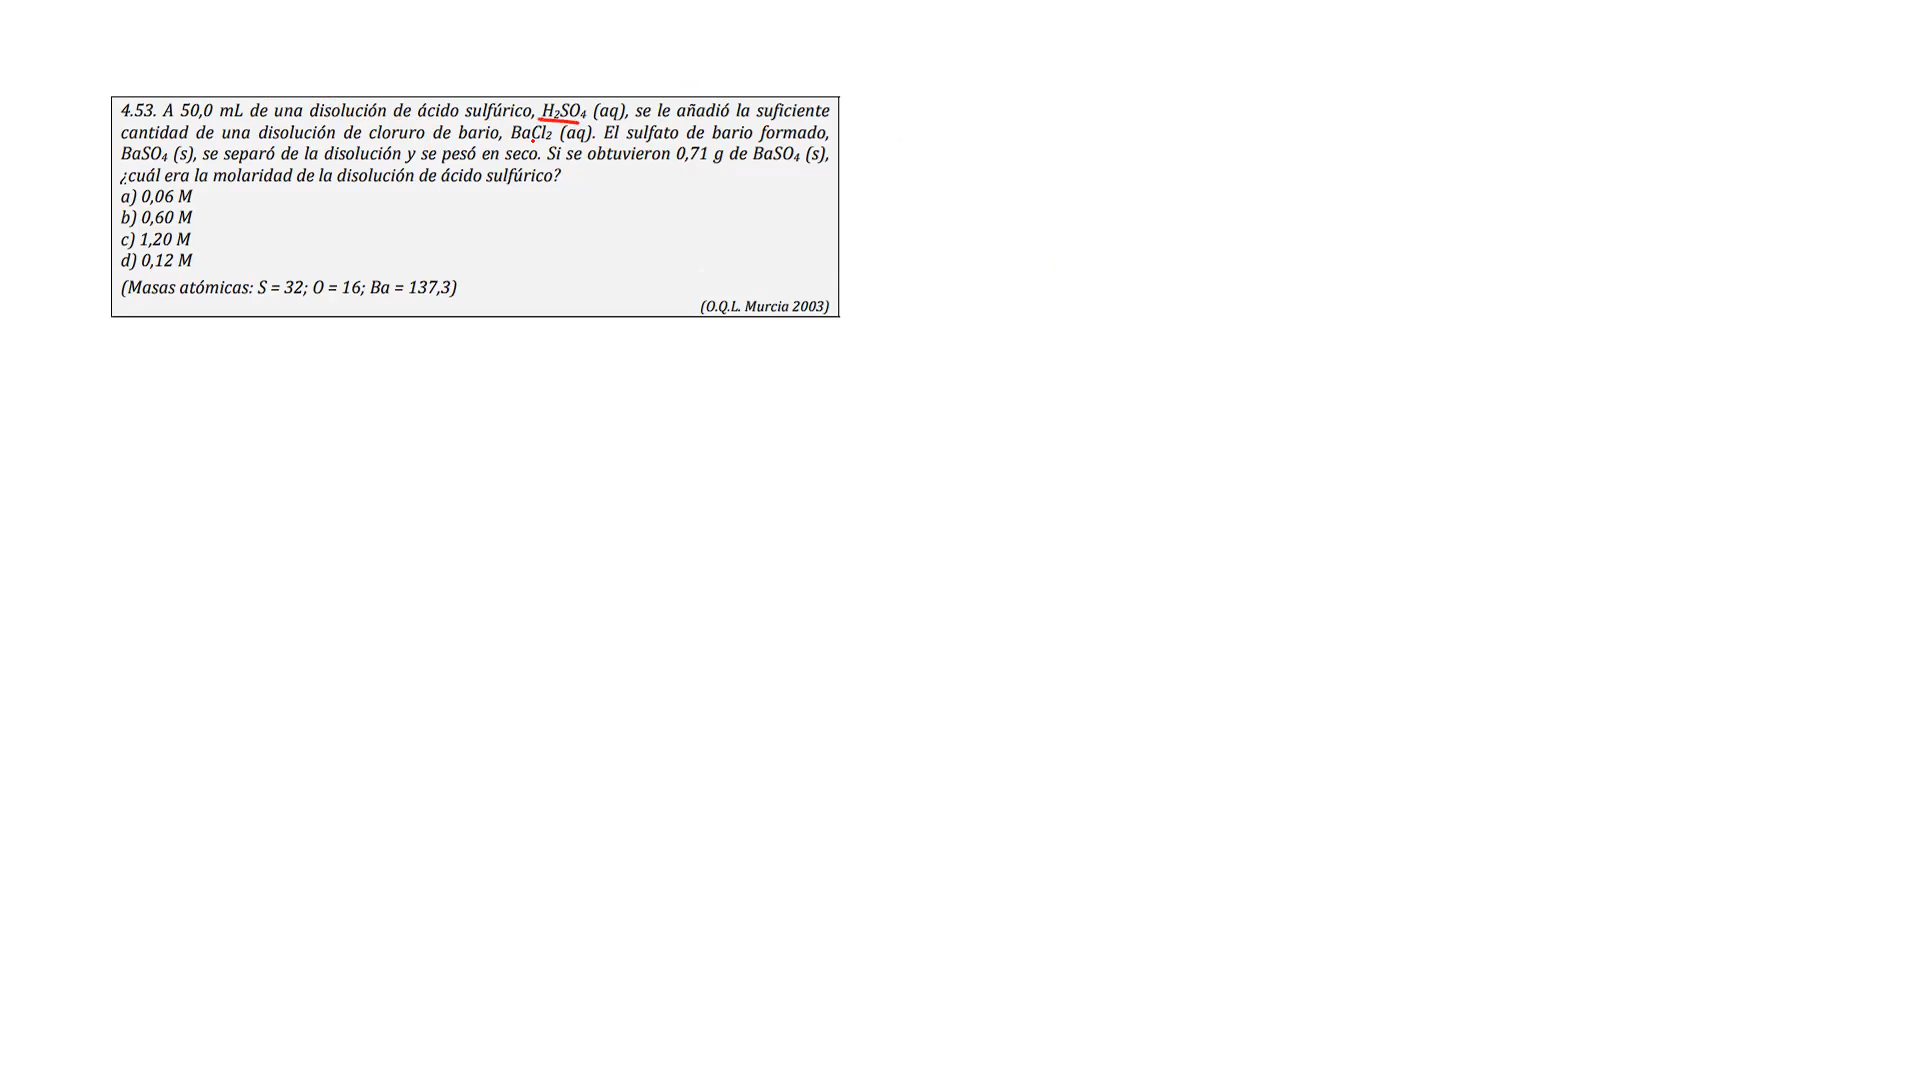 4.53. A 50,0 mL de una disolución de ácido sulfúrico, H₂SO₄ (aq), se le añadió la suficiente
cantidad de una disolución de cloruro de bario, BaCl₂ (aq). El sulfato de bario formado,
BaSO₄ (s), se separó de la disolución y se pesó en seco. Si se obtuvieron 0,71 g de BaSO₄ (s),
¿cuál era la molaridad de la disolución de ácido sulfúrico?
a) 0,06 M
b) 0,60 M
c) 1,20 M
d) 0,12 M
(Masas atómicas: S = 32; O = 16; Ba = 137,3)
(O.Q.L. Murcia 2003)